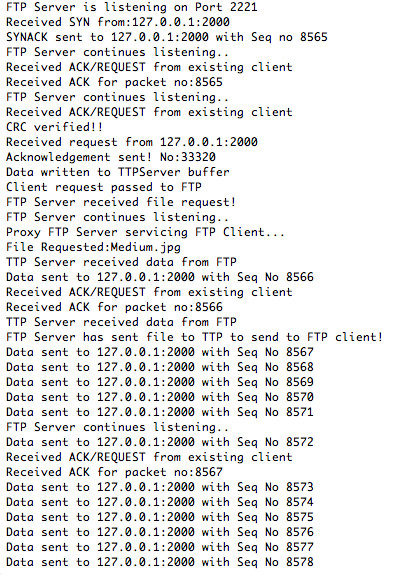 FTP Server is listening on Port 2221
Received SYN from:127.0.0.1:2000
SYNACK sent to 127.0.0.1:2000 with Seq no 8565
FTP Server continues listening..
Received ACK/REQUEST from existing client
Received ACK for packet no:8565
FTP Server continues listening..
Received ACK/REQUEST from existing client
CRC verified!!
Received request from 127.0.0.1:2000
Acknowledgement sent! No:33320
Data written to TTPServer buffer
Client request passed to FTP
FTP Server received file request!
FTP Server continues listening..
Proxy FTP Server servicing FTP Client...
File Requested:Medium.jpg
TTP Server received data from FTP
Data sent to 127.0.0.1:2000 with Seq No 8566
Received ACK/REQUEST from existing client
Received ACK for packet no:8566
TTP Server received data from FTP
FTP Server has sent file to TTP to send to FTP client!
Data sent to 127.0.0.1:2000 with Seq No 8567
Data sent to 127.0.0.1:2000 with Seq No 8568
Data sent to 127.0.0.1:2000 with Seq No 8569
Data sent to 127.0.0.1:2000 with Seq No 8570
Data sent to 127.0.0.1:2000 with Seq No 8571
FTP Server continues listening..
Data sent to 127.0.0.1:2000 with Seq No 8572
Received ACK/REQUEST from existing client
Received ACK for packet no:8567
Data sent to 127.0.0.1:2000 with Seq No 8573
Data sent to 127.0.0.1:2000 with Seq No 8574
Data sent to 127.0.0.1:2000 with Seq No 8575
Data sent to 127.0.0.1:2000 with Seq No 8576
Data sent to 127.0.0.1:2000 with Seq No 8577
Data sent to 127.0.0.1:2000 with Seq No 8578